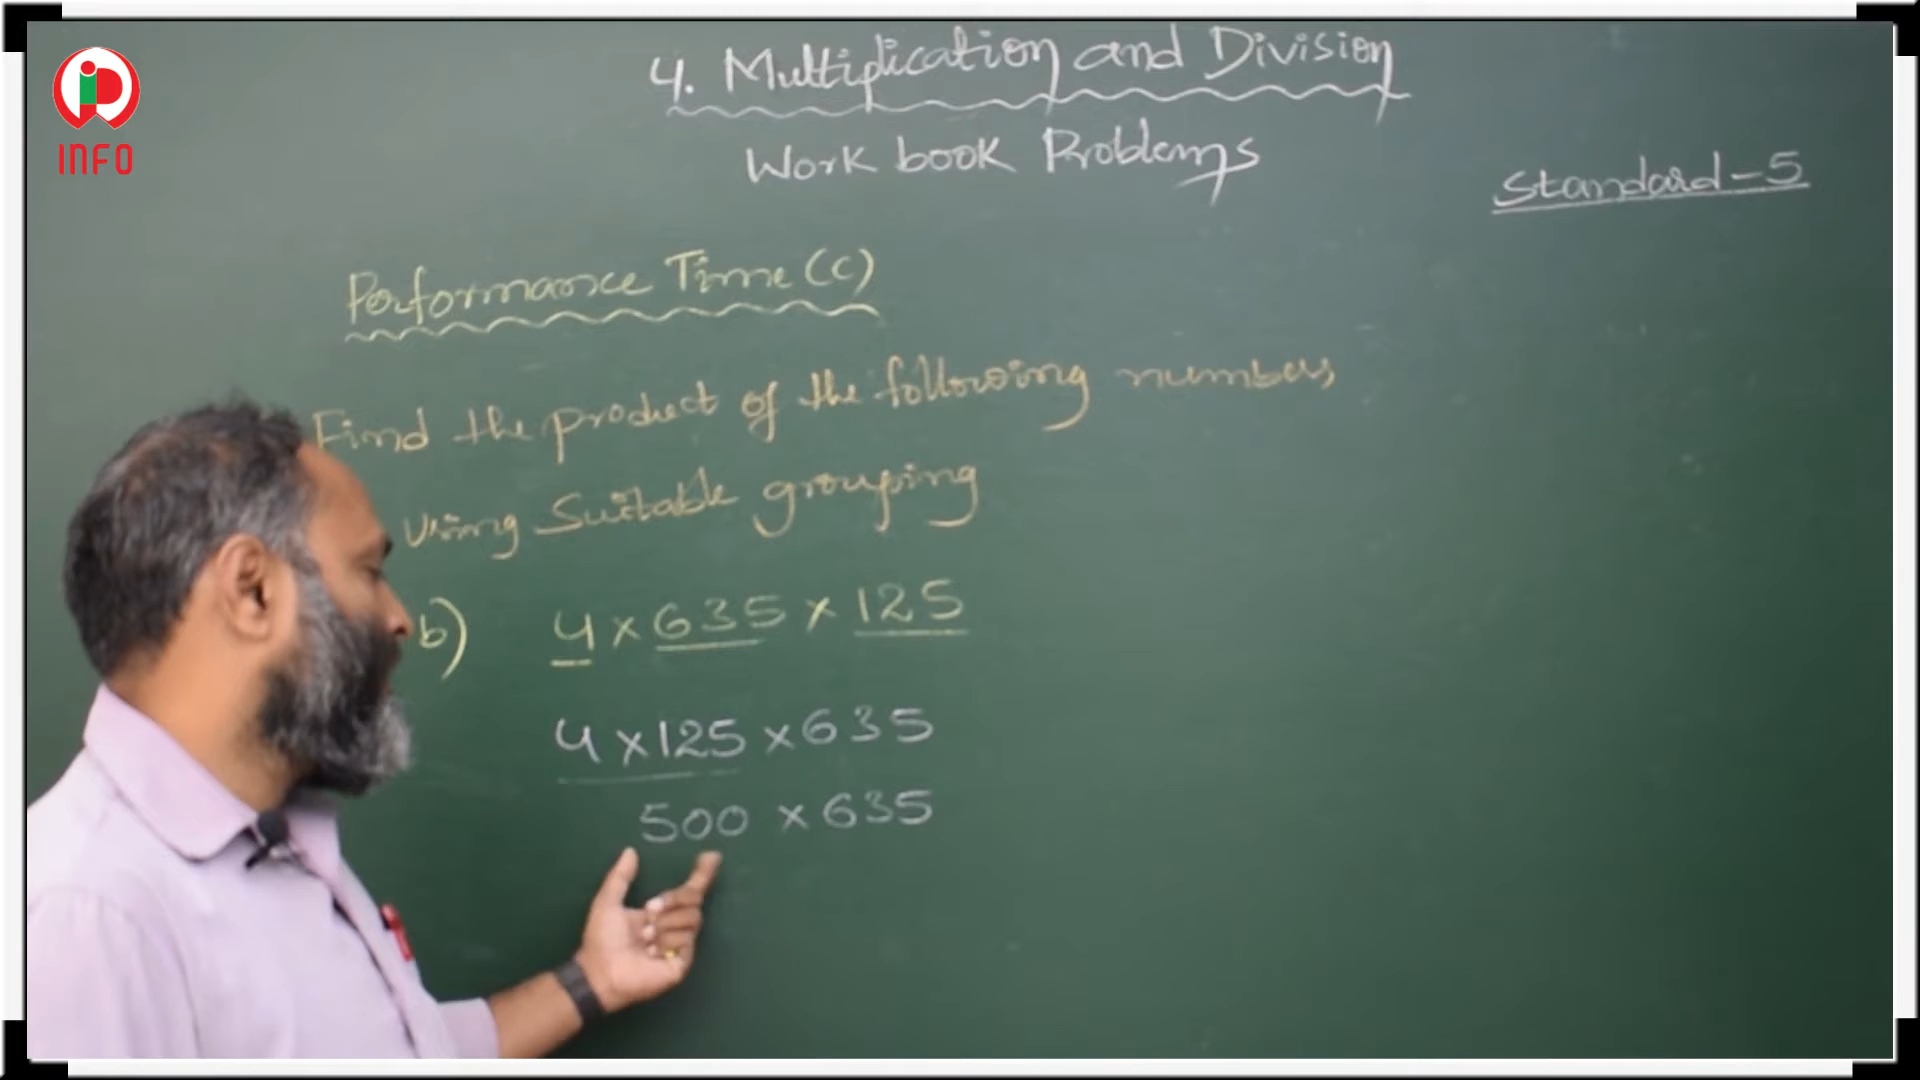 INFO
4. Multiplication and Division
Work book Problems
Standard-5
Performance Time (c)
Find the product of the following numbers
Using Suitable grouping
b) 4 × 635 × 125
4 × 125 × 635
500 × 635